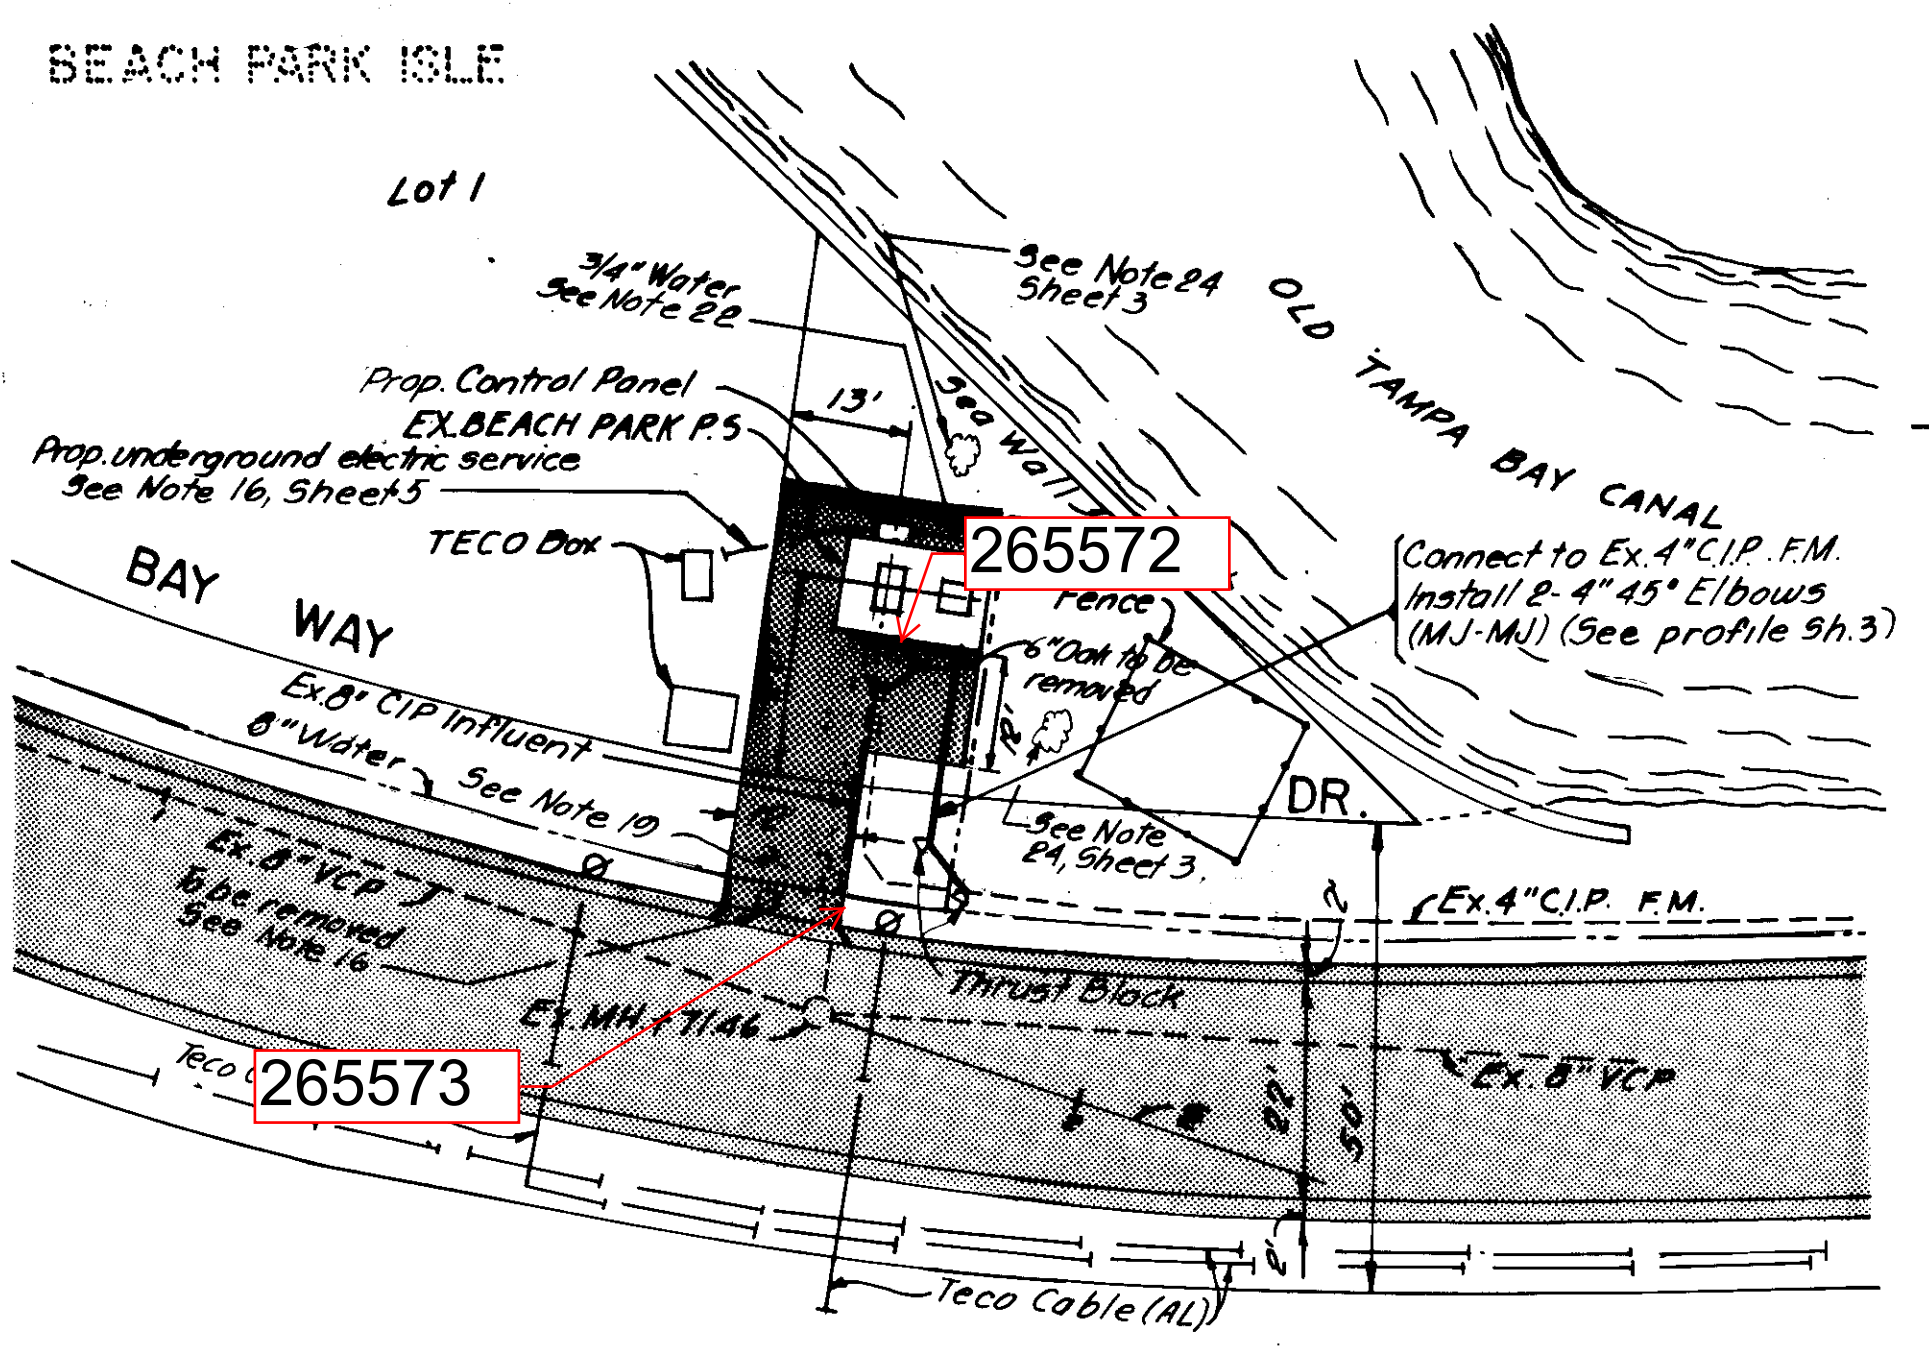 BEACH PARK ISLE
Lot 1
3/4" Water
See Note 22
See Note 24
Sheet 3
OLD TAMPA BAY CANAL
Prop. Control Panel
13'
EX. BEACH PARK P.S
Sea Wall
Prop. underground electric service
See Note 16, Sheet 5
TECO Box
265572
Connect to Ex. 4" C.I.P. F.M.
Install 2-4" 45° Elbows
(MJ-MJ) (See profile Sh. 3)
Fence
6" Oak to be
removed
BAY WAY DR.
Ex. 8" CIP Influent
8" Water
See Note 19
See Note
24, Sheet 3.
Ex. 8" VCP
To be removed
See Note 16
Ex. 4" C.I.P. F.M.
2'
Thrust Block
Ex. MH
Ex. 8" VCP
22'
50'
Teco
265573
2'
Teco Cable (AL)